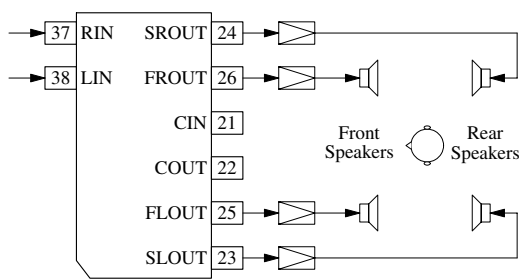 37 RIN SROUT 24
38 LIN FROUT 26
CIN 21
COUT 22
FLOUT 25
SLOUT 23
Front
Speakers
Rear
Speakers